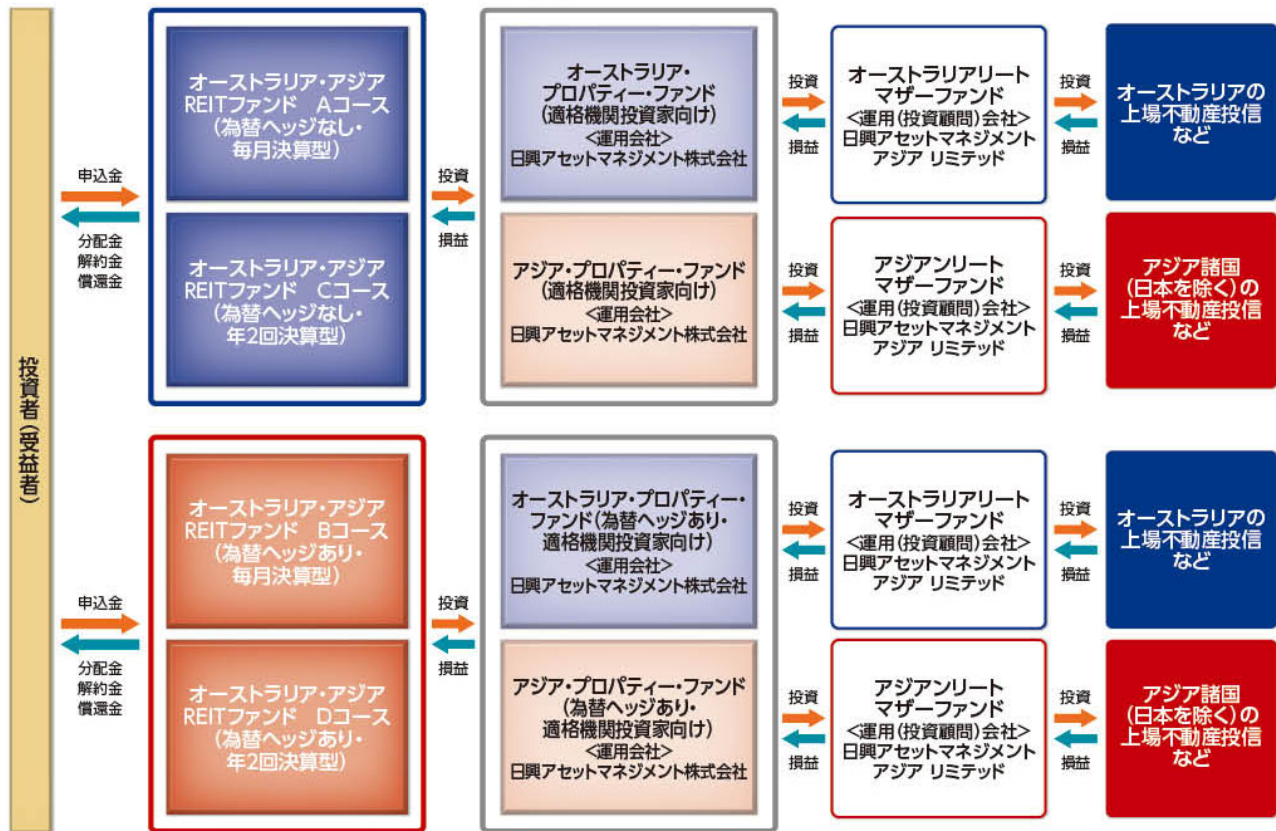 投資者（受益者）
申込金
分配金
解約金
償還金
オーストラリア・アジア
REITファンド Aコース
（為替ヘッジなし・
毎月決算型）
オーストラリア・アジア
REITファンド Cコース
（為替ヘッジなし・
年2回決算型）
投資
損益
オーストラリア・
プロパティー・ファンド
（適格機関投資家向け）
<運用会社>
日興アセットマネジメント株式会社
投資
損益
オーストラリアリート
マザーファンド
<運用（投資顧問）会社>
日興アセットマネジメント
アジア リミテッド
投資
損益
オーストラリアの
上場不動産投信
など
アジア・プロパティー・ファンド
（適格機関投資家向け）
<運用会社>
日興アセットマネジメント株式会社
投資
損益
アジアンリート
マザーファンド
<運用（投資顧問）会社>
日興アセットマネジメント
アジア リミテッド
投資
損益
アジア諸国
（日本を除く）の
上場不動産投信
など
申込金
分配金
解約金
償還金
オーストラリア・アジア
REITファンド Bコース
（為替ヘッジあり・
毎月決算型）
オーストラリア・アジア
REITファンド Dコース
（為替ヘッジあり・
年2回決算型）
投資
損益
オーストラリア・プロパティー・
ファンド（為替ヘッジあり・
適格機関投資家向け）
<運用会社>
日興アセットマネジメント株式会社
投資
損益
オーストラリアリート
マザーファンド
<運用（投資顧問）会社>
日興アセットマネジメント
アジア リミテッド
投資
損益
オーストラリアの
上場不動産投信
など
アジア・プロパティー・ファンド
（為替ヘッジあり・
適格機関投資家向け）
<運用会社>
日興アセットマネジメント株式会社
投資
損益
アジアンリート
マザーファンド
<運用（投資顧問）会社>
日興アセットマネジメント
アジア リミテッド
投資
損益
アジア諸国
（日本を除く）の
上場不動産投信
など